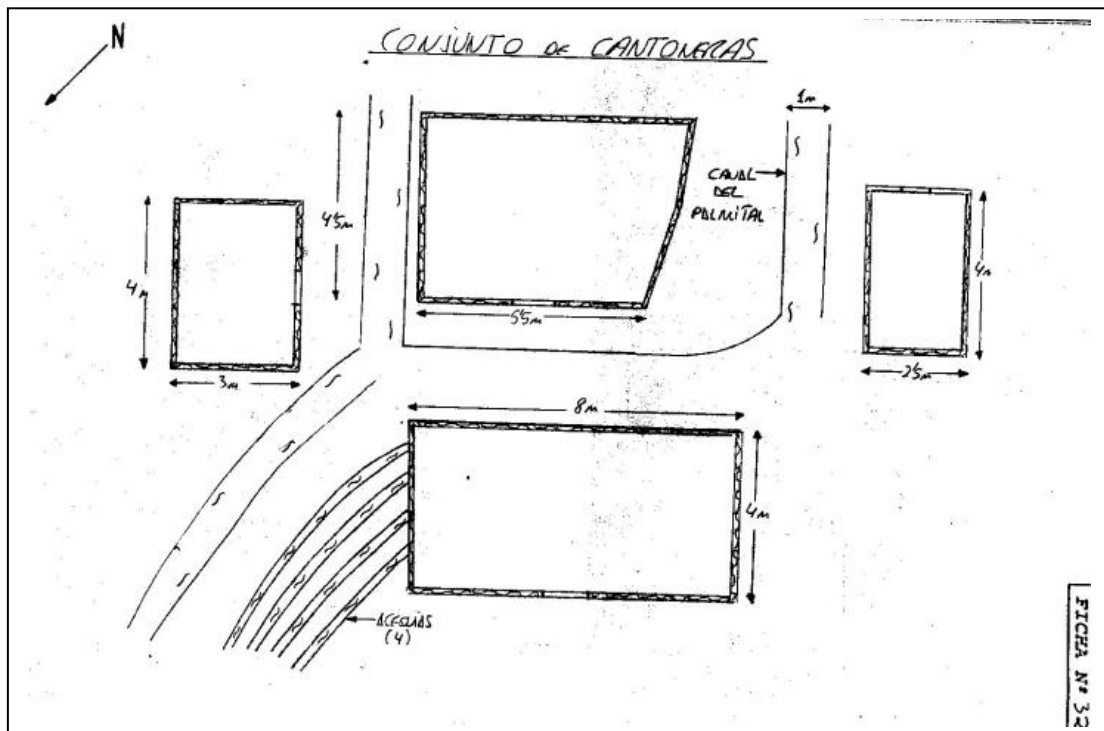 N
CONJUNTO DE CANTONERAS
1m
CANAL
DEL
PALMITAL
4'5m
4m
4m
5'5m
3m
2'5m
8m
4m
ACEQUIAS
(4)
FICHA Nº 32